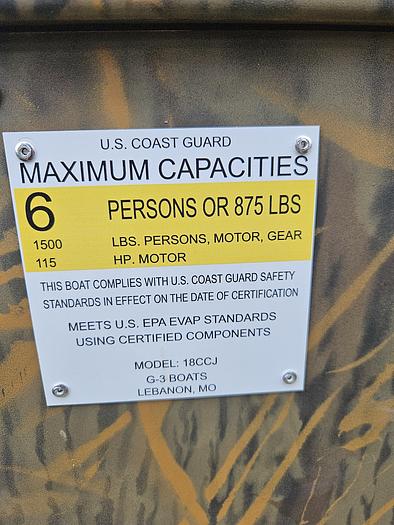 U.S. COAST GUARD
MAXIMUM CAPACITIES
6 PERSONS OR 875 LBS
1500 LBS. PERSONS, MOTOR, GEAR
115 HP. MOTOR
THIS BOAT COMPLIES WITH U.S. COAST GUARD SAFETY
STANDARDS IN EFFECT ON THE DATE OF CERTIFICATION
MEETS U.S. EPA EVAP STANDARDS
USING CERTIFIED COMPONENTS
MODEL: 18CCJ
G-3 BOATS
LEBANON, MO